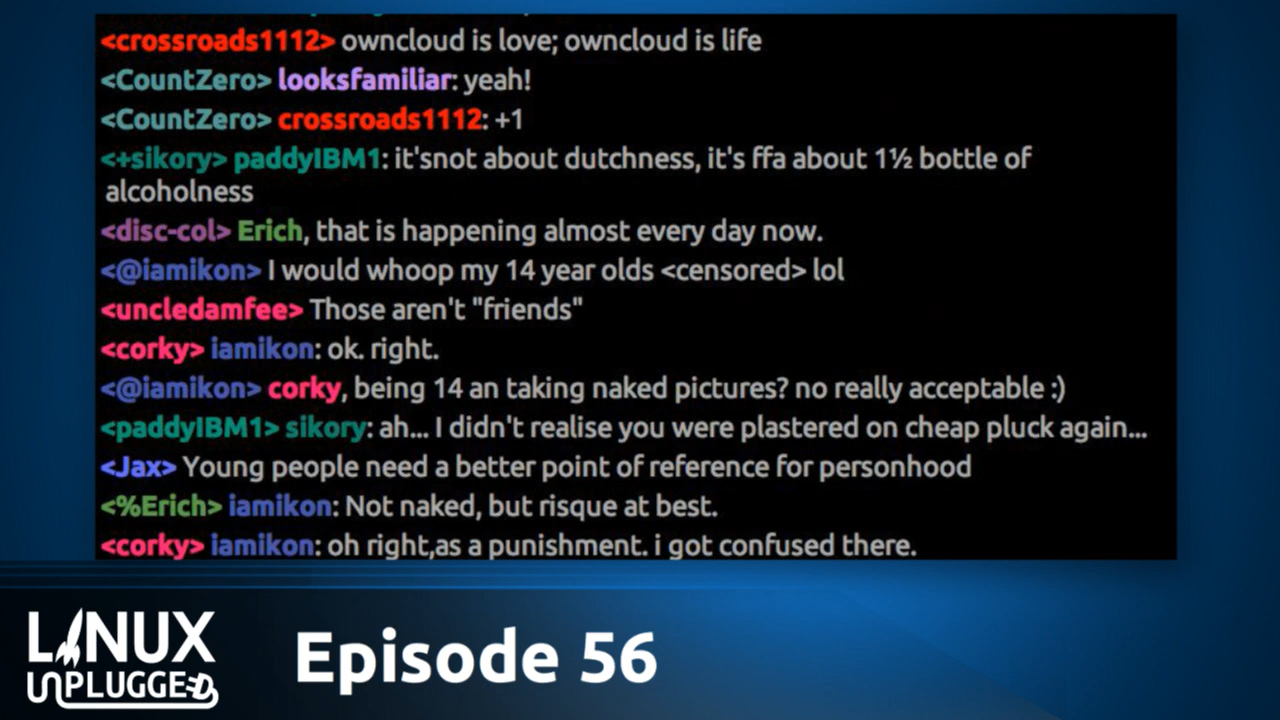 <crossroads1112> owncloud is love; owncloud is life
<CountZero> looksfamiliar: yeah!
<CountZero> crossroads1112: +1
<+sikory> paddyIBM1: it'snot about dutchness, it's ffa about 1½ bottle of
alcoholness
<disc-col> Erich, that is happening almost every day now.
<@iamikon> I would whoop my 14 year olds <censored> lol
<uncledamfee> Those aren't "friends"
<corky> iamikon: ok. right.
<@iamikon> corky, being 14 an taking naked pictures? no really acceptable :)
<paddyIBM1> sikory: ah... I didn't realise you were plastered on cheap pluck again...
<Jax> Young people need a better point of reference for personhood
<%Erich> iamikon: Not naked, but risque at best.
<corky> iamikon: oh right,as a punishment. i got confused there.
LINUX
UNPLUGGED
Episode 56